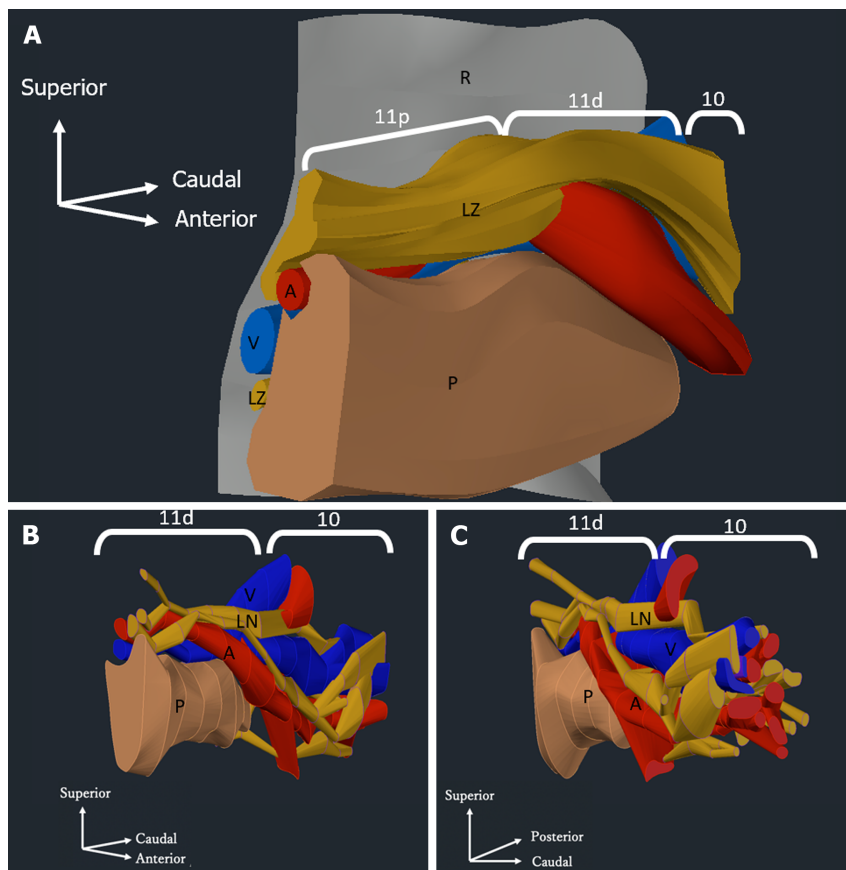 A
R
Superior
11p
11d
10
Caudal
Anterior
LZ
A
V
P
LZ
B
11d
10
V
LN
A
P
Superior
Caudal
Anterior
C
11d
10
LN
V
P
A
Superior
Posterior
Caudal